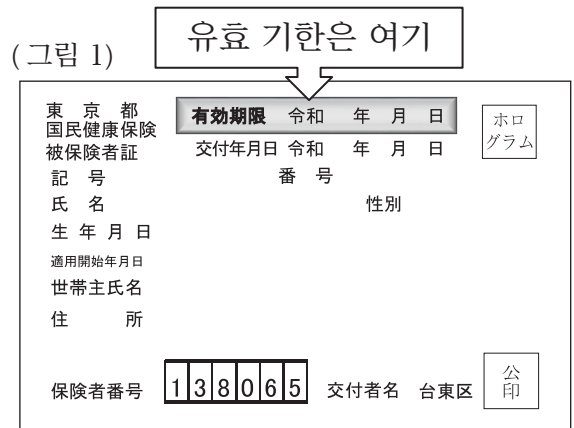 유효 기한은 여기
(그림 1)
東京都
国民健康保険
被保険者証
有効期限 令和 年 月 日
交付年月日 令和 年 月 日
ホロ
グラム
記号 番号
氏名 性別
生年月日
適用開始年月日
世帯主氏名
住所
保険者番号 138065 交付者名 台東区
公
印